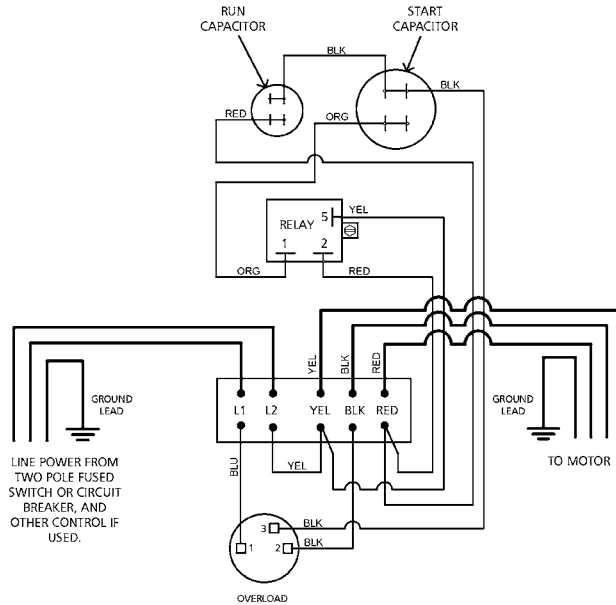 RUN
CAPACITOR
START
CAPACITOR
BLK
BLK
RED
ORG
RELAY
5
YEL
1
2
ORG
RED
YEL
BLK
RED
GROUND
LEAD
L1
L2
YEL
BLK
RED
GROUND
LEAD
LINE POWER FROM
TWO POLE FUSED
SWITCH OR CIRCUIT
BREAKER, AND
OTHER CONTROL IF
USED.
BLU
YEL
TO MOTOR
3
BLK
1
2
BLK
OVERLOAD